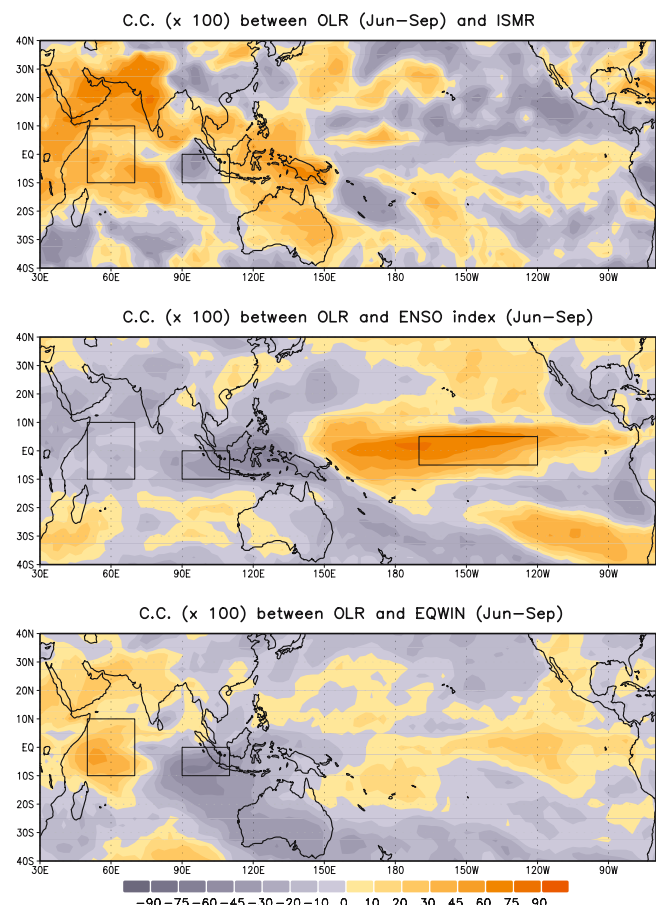 C.C. (x 100) between OLR (Jun−Sep) and ISMR
40N
30N
20N
10N
EQ
10S
20S
30S
40S
30E 60E 90E 120E 150E 180 150W 120W 90W
C.C. (x 100) between OLR and ENSO index (Jun−Sep)
40N
30N
20N
10N
EQ
10S
20S
30S
40S
30E 60E 90E 120E 150E 180 150W 120W 90W
C.C. (x 100) between OLR and EQWIN (Jun−Sep)
40N
30N
20N
10N
EQ
10S
20S
30S
40S
30E 60E 90E 120E 150E 180 150W 120W 90W
−90 −75 −60 −45 −30 −20 −10 0 10 20 30 45 60 75 90